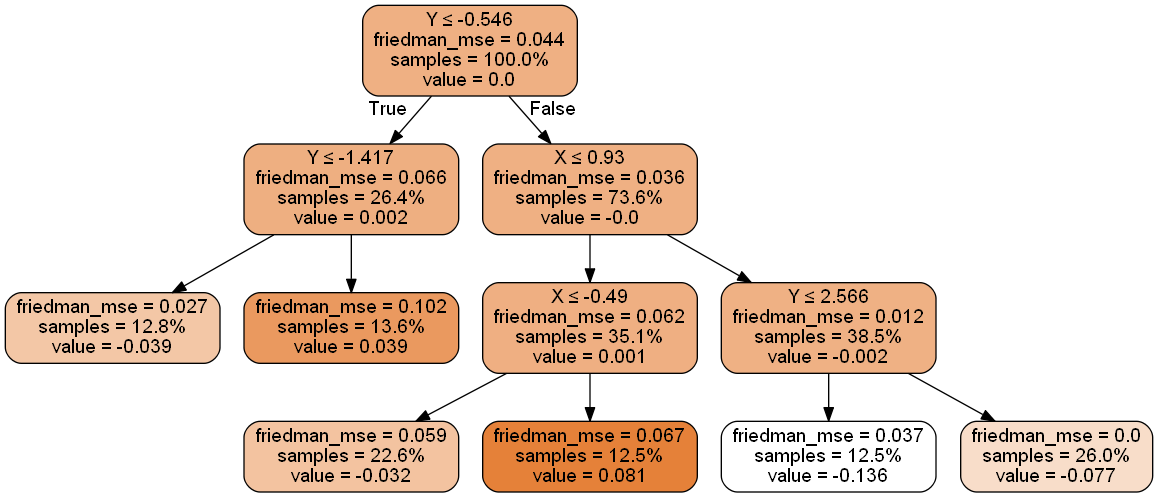 Y ≤ -0.546
friedman_mse = 0.044
samples = 100.0%
value = 0.0
True
False
Y ≤ -1.417
friedman_mse = 0.066
samples = 26.4%
value = 0.002
X ≤ 0.93
friedman_mse = 0.036
samples = 73.6%
value = -0.0
friedman_mse = 0.027
samples = 12.8%
value = -0.039
friedman_mse = 0.102
samples = 13.6%
value = 0.039
X ≤ -0.49
friedman_mse = 0.062
samples = 35.1%
value = 0.001
Y ≤ 2.566
friedman_mse = 0.012
samples = 38.5%
value = -0.002
friedman_mse = 0.059
samples = 22.6%
value = -0.032
friedman_mse = 0.067
samples = 12.5%
value = 0.081
friedman_mse = 0.037
samples = 12.5%
value = -0.136
friedman_mse = 0.0
samples = 26.0%
value = -0.077